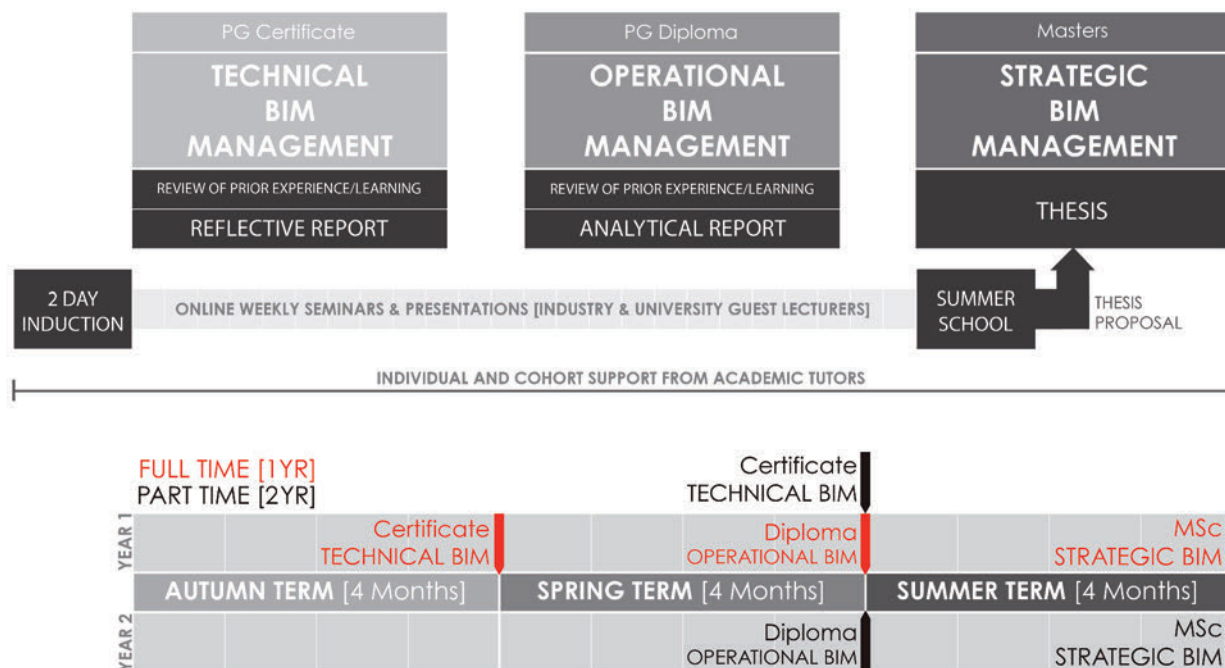 PG Certificate
TECHNICAL
BIM
MANAGEMENT
REVIEW OF PRIOR EXPERIENCE/LEARNING
REFLECTIVE REPORT
PG Diploma
OPERATIONAL
BIM
MANAGEMENT
REVIEW OF PRIOR EXPERIENCE/LEARNING
ANALYTICAL REPORT
Masters
STRATEGIC
BIM
MANAGEMENT
THESIS
2 DAY
INDUCTION
ONLINE WEEKLY SEMINARS & PRESENTATIONS [INDUSTRY & UNIVERSITY GUEST LECTURERS]
SUMMER
SCHOOL
THESIS
PROPOSAL
INDIVIDUAL AND COHORT SUPPORT FROM ACADEMIC TUTORS
FULL TIME [1YR]
PART TIME [2YR]
Certificate
TECHNICAL BIM
YEAR 1
Certificate
TECHNICAL BIM
Diploma
OPERATIONAL BIM
MSc
STRATEGIC BIM
AUTUMN TERM [4 Months]
SPRING TERM [4 Months]
SUMMER TERM [4 Months]
YEAR 2
Diploma
OPERATIONAL BIM
MSc
STRATEGIC BIM